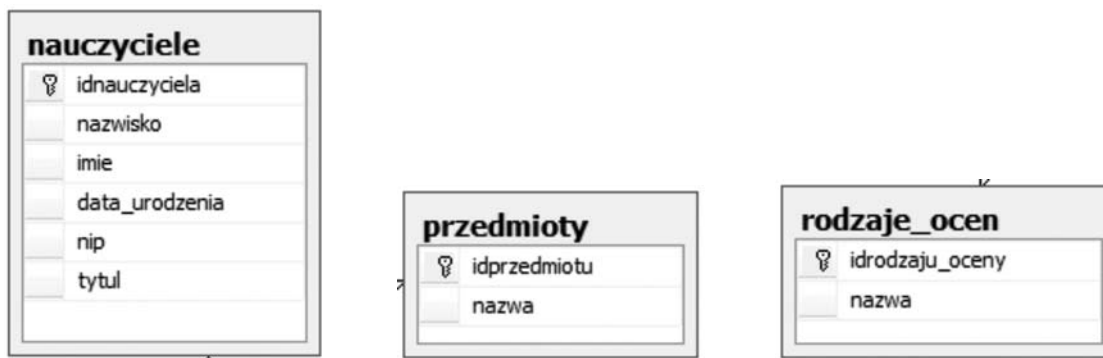 nauczyciele
idnauczyciela
nazwisko
imie
data_urodzenia
nip
tytul
przedmioty
idprzedmiotu
nazwa
rodzaje_ocen
idrodzaju_oceny
nazwa